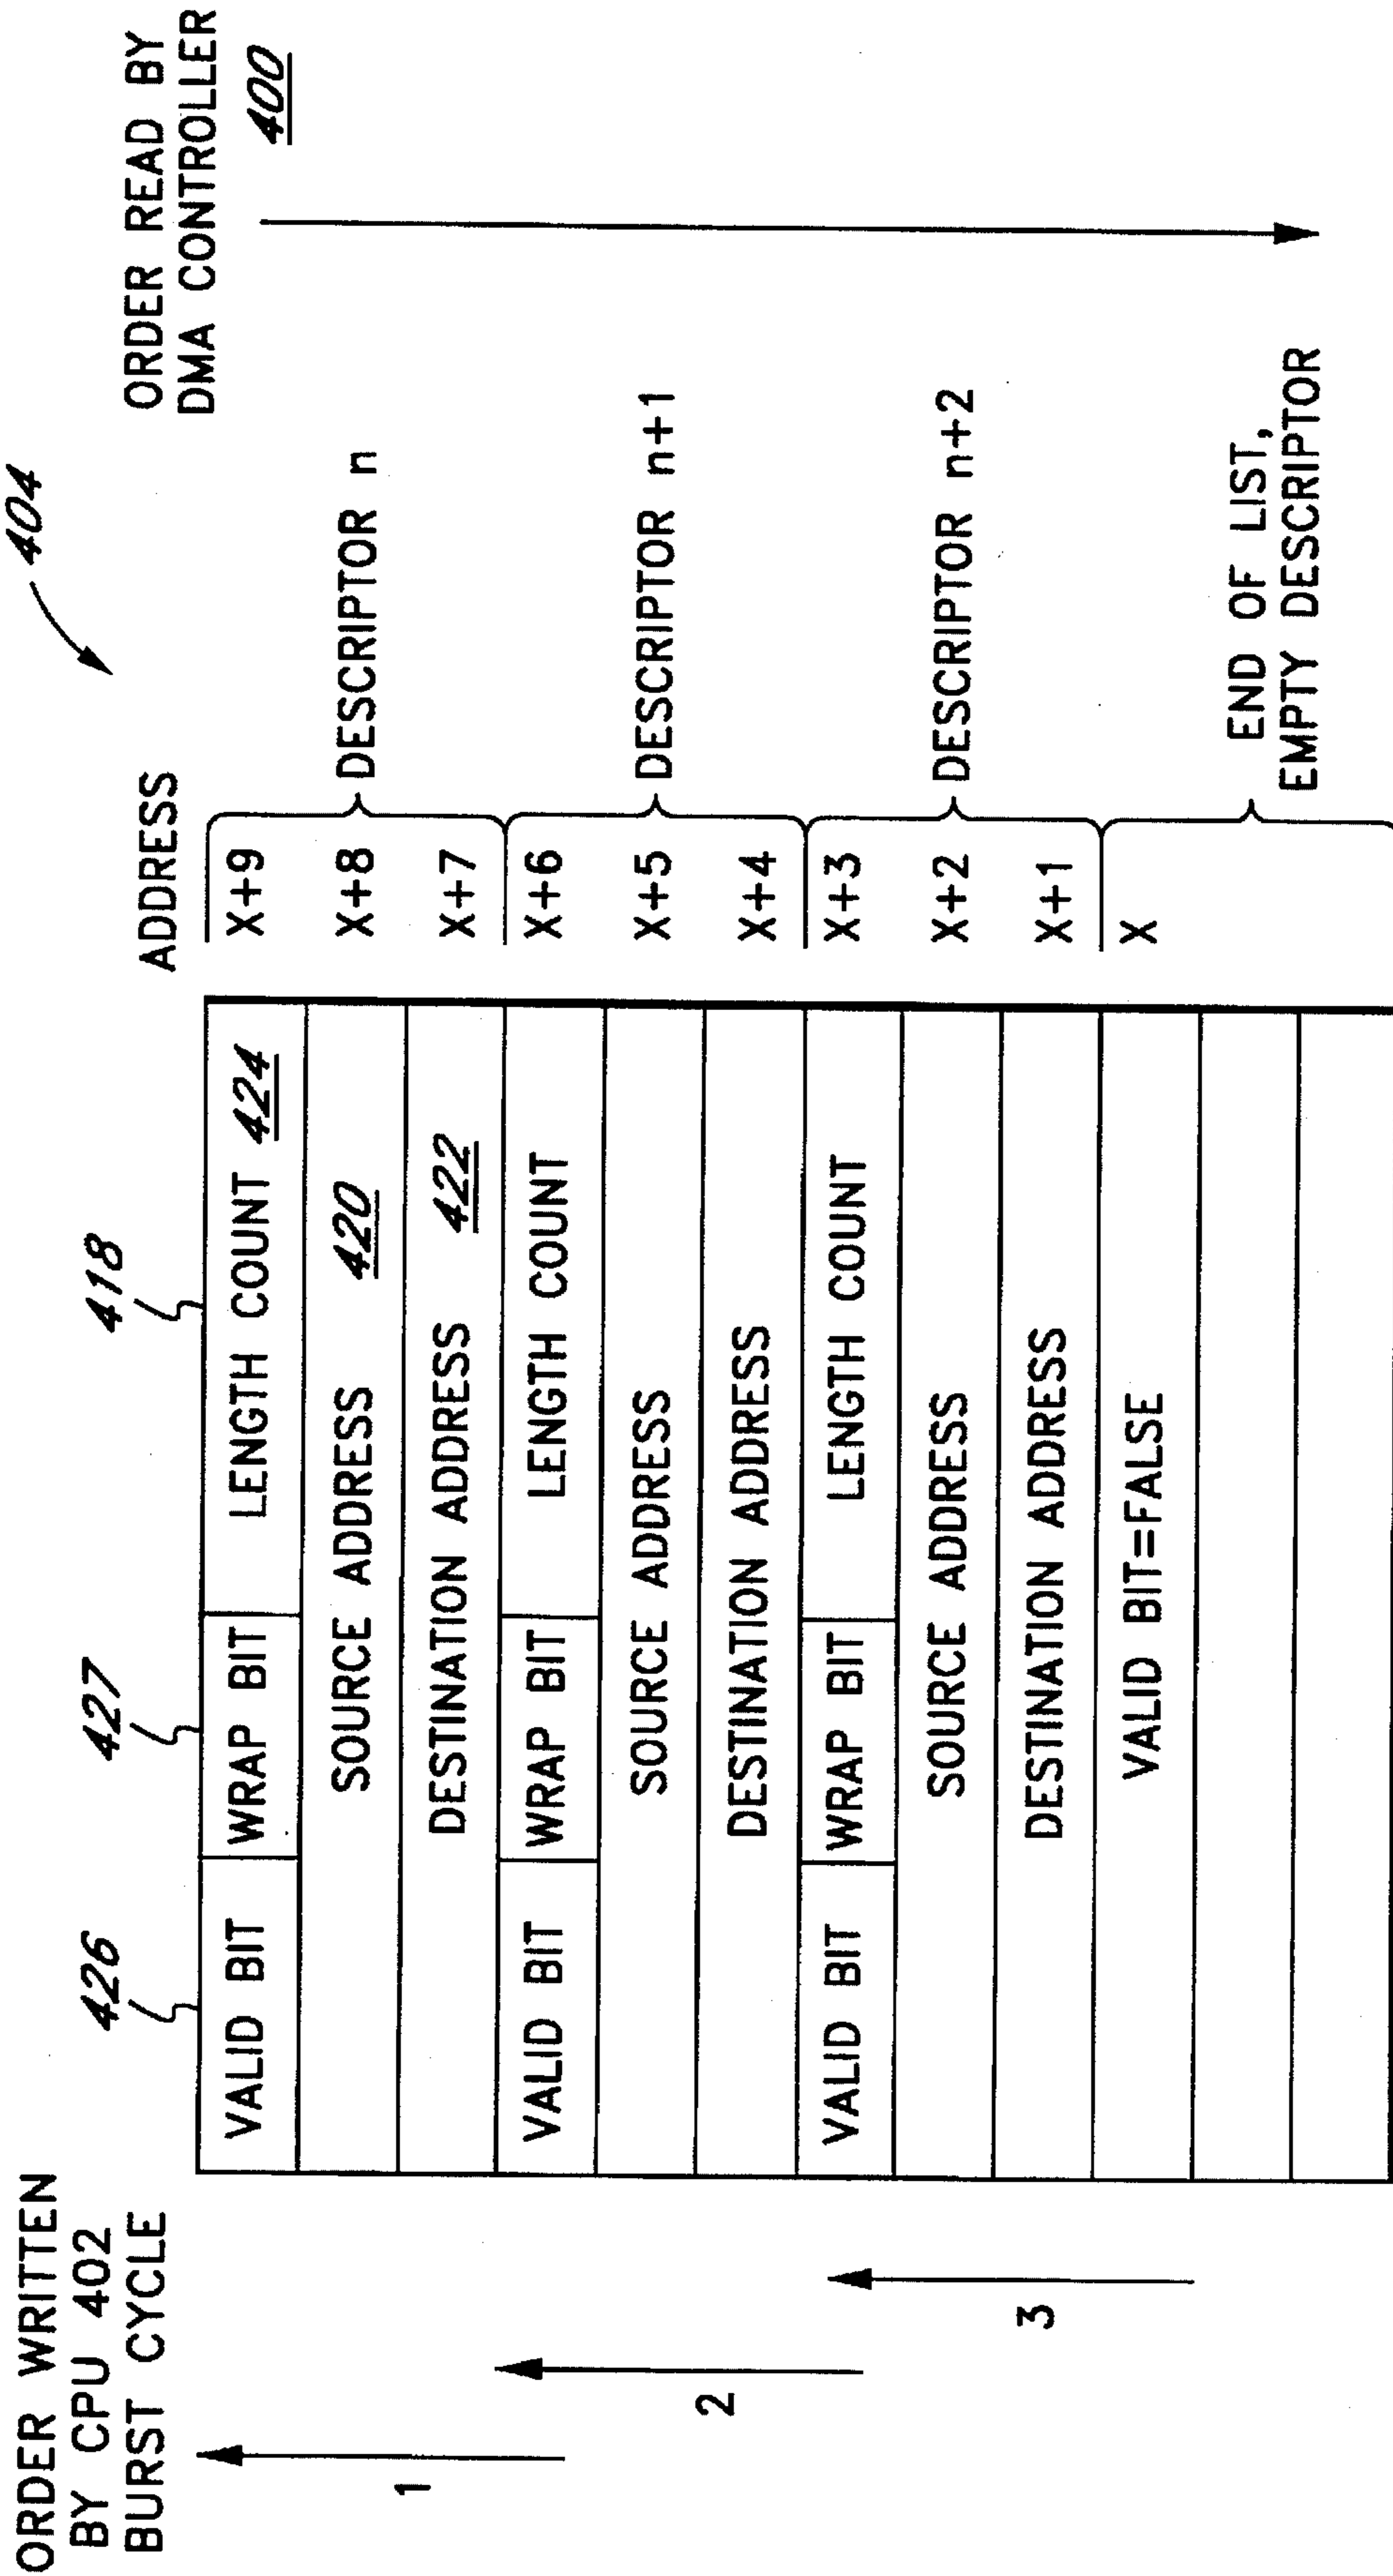 404
ORDER WRITTEN
BY CPU 402
BURST CYCLE
ADDRESS
ORDER READ BY
DMA CONTROLLER
400
426
427
418
VALID BIT WRAP BIT LENGTH COUNT 424 X+9
SOURCE ADDRESS 420 X+8 DESCRIPTOR n
DESTINATION ADDRESS 422 X+7
1
VALID BIT WRAP BIT LENGTH COUNT X+6
SOURCE ADDRESS X+5 DESCRIPTOR n+1
DESTINATION ADDRESS X+4
2
VALID BIT WRAP BIT LENGTH COUNT X+3
SOURCE ADDRESS X+2 DESCRIPTOR n+2
DESTINATION ADDRESS X+1
3
VALID BIT=FALSE X
END OF LIST,
EMPTY DESCRIPTOR